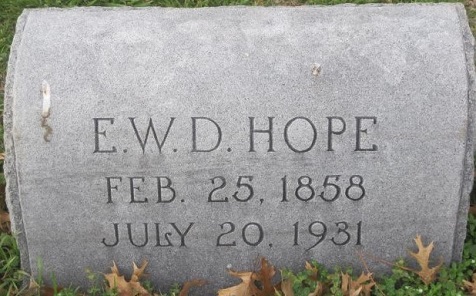 E.W.D. HOPE
FEB. 25, 1858
JULY 20, 1931